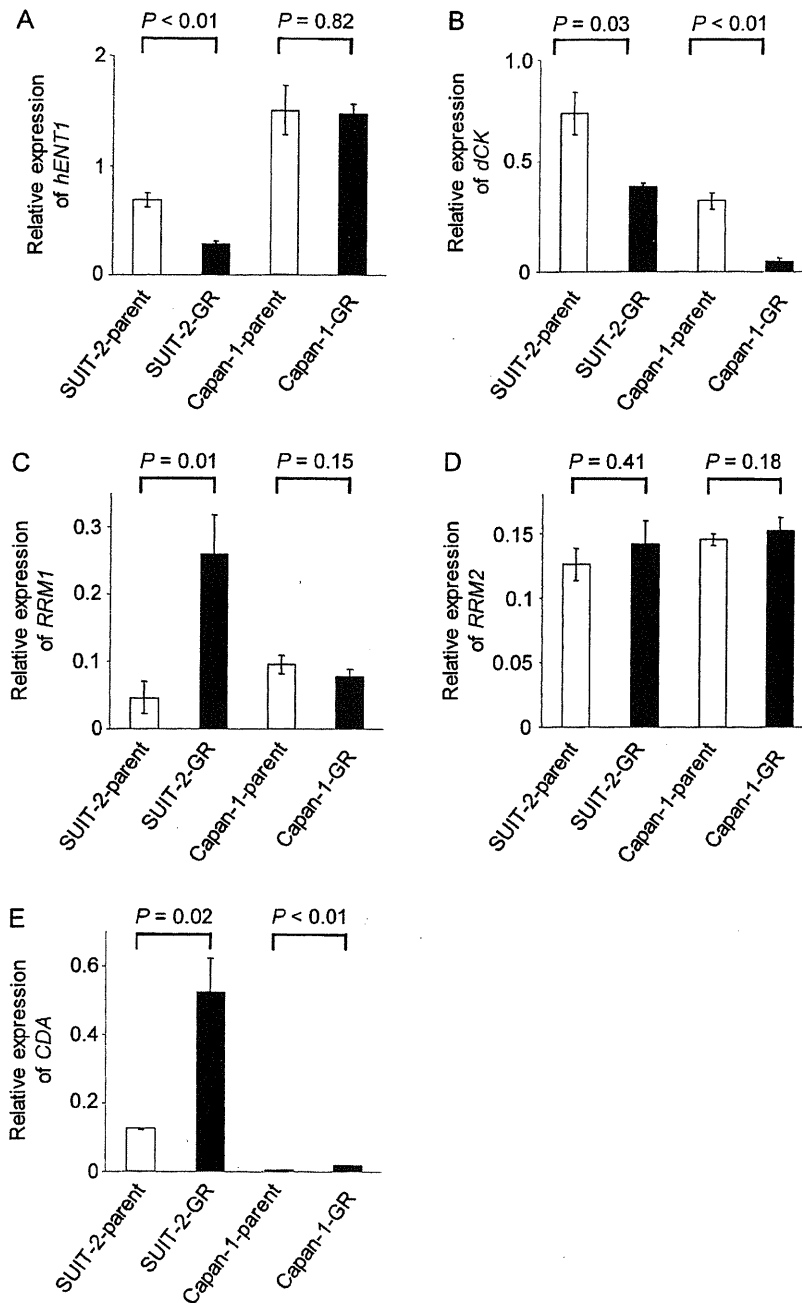 A
P < 0.01
P = 0.82
Relative expression
of hENT1
2
1
0
SUIT-2-parent
SUIT-2-GR
Capan-1-parent
Capan-1-GR
B
P = 0.03
P < 0.01
Relative expression
of dCK
1.0
0.5
0
SUIT-2-parent
SUIT-2-GR
Capan-1-parent
Capan-1-GR
C
P = 0.01
P = 0.15
Relative expression
of RRM1
0.3
0.2
0.1
0
SUIT-2-parent
SUIT-2-GR
Capan-1-parent
Capan-1-GR
D
P = 0.41
P = 0.18
Relative expression
of RRM2
0.15
0.1
0.05
0
SUIT-2-parent
SUIT-2-GR
Capan-1-parent
Capan-1-GR
E
P = 0.02
P < 0.01
Relative expression
of CDA
0.6
0.4
0.2
0
SUIT-2-parent
SUIT-2-GR
Capan-1-parent
Capan-1-GR